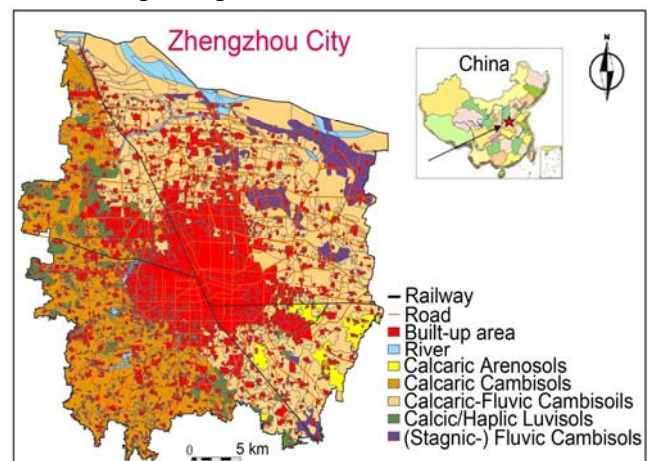 Zhengzhou City
China
N
Railway
Road
Built-up area
River
Calcaric Arenosols
Calcaric Cambisols
Calcaric-Fluvic Cambisoils
Calcic/Haplic Luvisols
(Stagnic-) Fluvic Cambisols
0 5 km